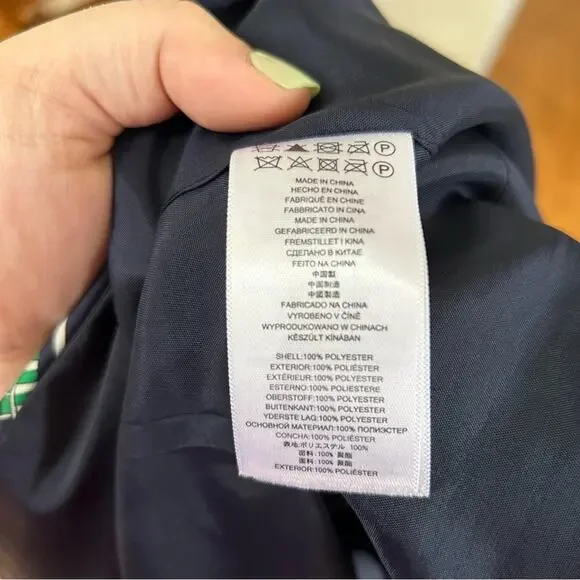 P
P
MADE IN CHINA
HECHO EN CHINA
FABRIQUÉ EN CHINE
FABBRICATO IN CINA
MADE IN CHINA
GEFABRICEERD IN CHINA
FREMSTILLET I KINA
СДЕЛАНО В КИТАЕ
FEITO NA CHINA
中国製
中国制造
中國製造
FABRICADO NA CHINA
VYROBENO V ČÍNĚ
WYPRODUKOWANO W CHINACH
KÉSZÜLT KÍNÁBAN
SHELL:100% POLYESTER
EXTERIOR:100% POLIÉSTER
EXTÉRIEUR:100% POLYESTER
ESTERNO:100% POLIESTERE
OBERSTOFF:100% POLYESTER
BUITENKANT:100% POLYESTER
YDERSTE LAG:100% POLYESTER
ОСНОВНОЙ МАТЕРИАЛ:100% ПОЛИЭСТЕР
CONCHA:100% POLIÉSTER
表地:ポリエステル 100%
面料:100% 聚酯
面料:100% 聚酯
EXTERIOR:100% POLIÉSTER